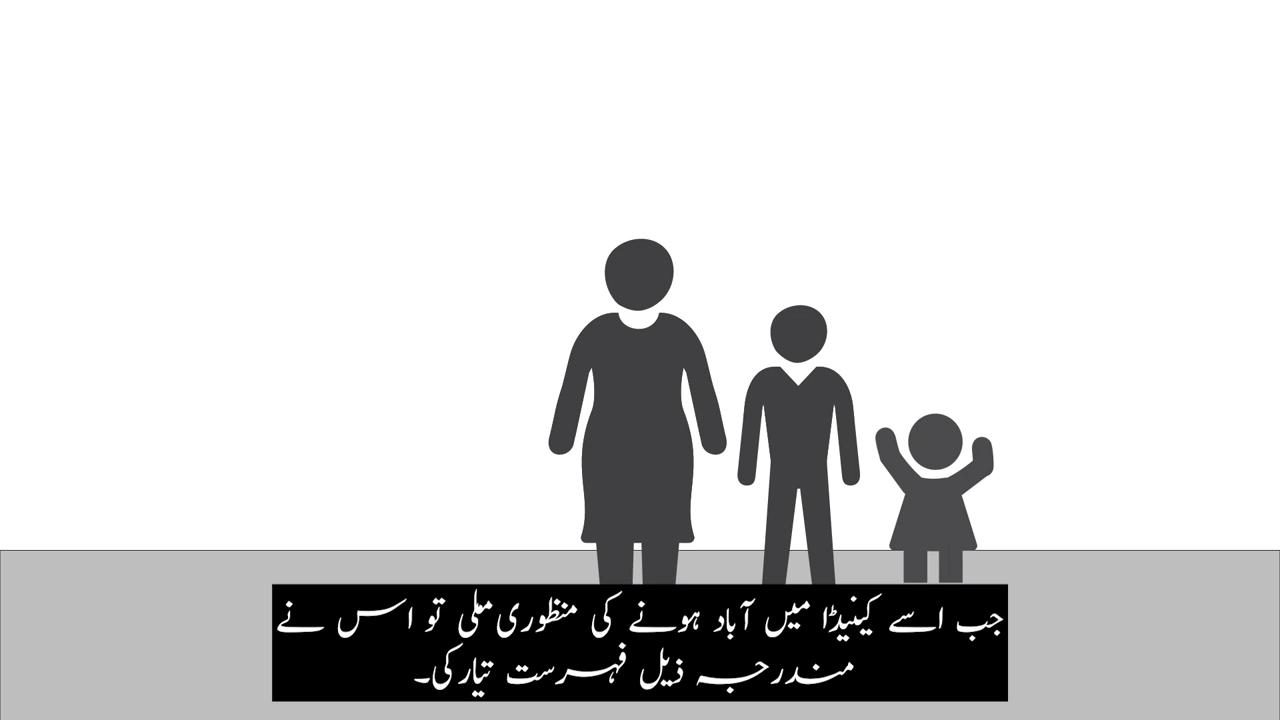 جب اسے کینیڈا میں آباد ہونے کی منظوری ملی تو اس نے
مندرجہ ذیل فہرست تیار کی۔